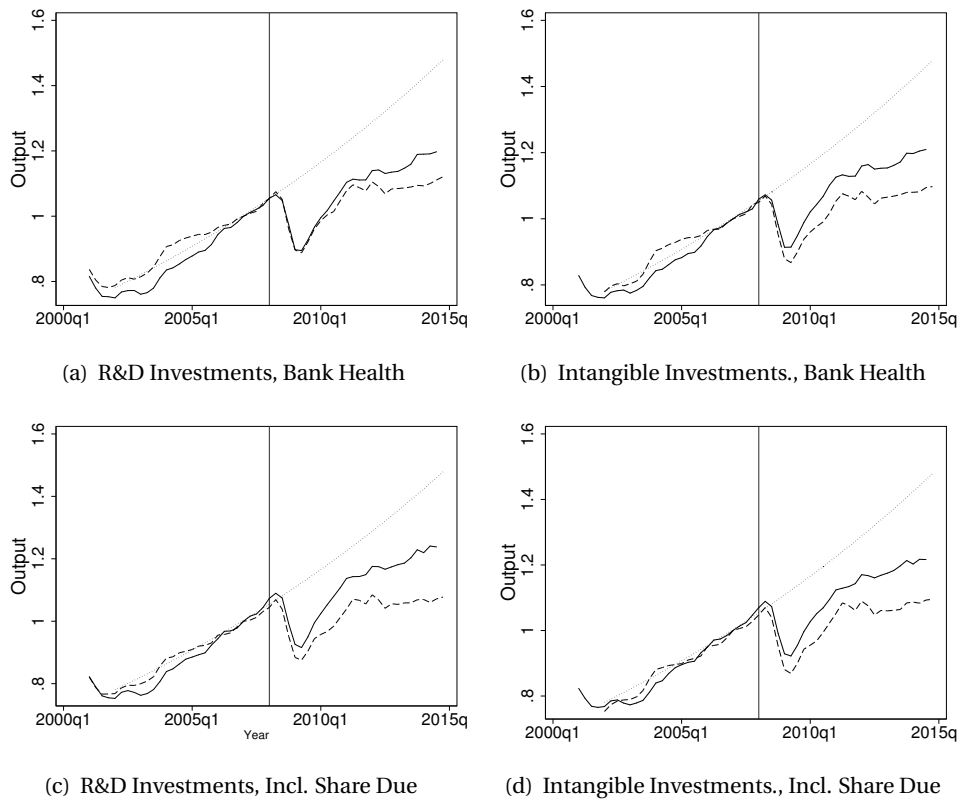 1.6
1.4
1.2
1
.8
Output
2000q1 2005q1 2010q1 2015q
(a) R&D Investments, Bank Health
1.6
1.4
1.2
1
.8
Output
2000q1 2005q1 2010q1 2015q
(b) Intangible Investments., Bank Health
1.6
1.4
1.2
1
.8
Output
2000q1 2005q1 2010q1 2015q
Year
(c) R&D Investments, Incl. Share Due
1.6
1.4
1.2
1
.8
Output
2000q1 2005q1 2010q1 2015q
(d) Intangible Investments., Incl. Share Due